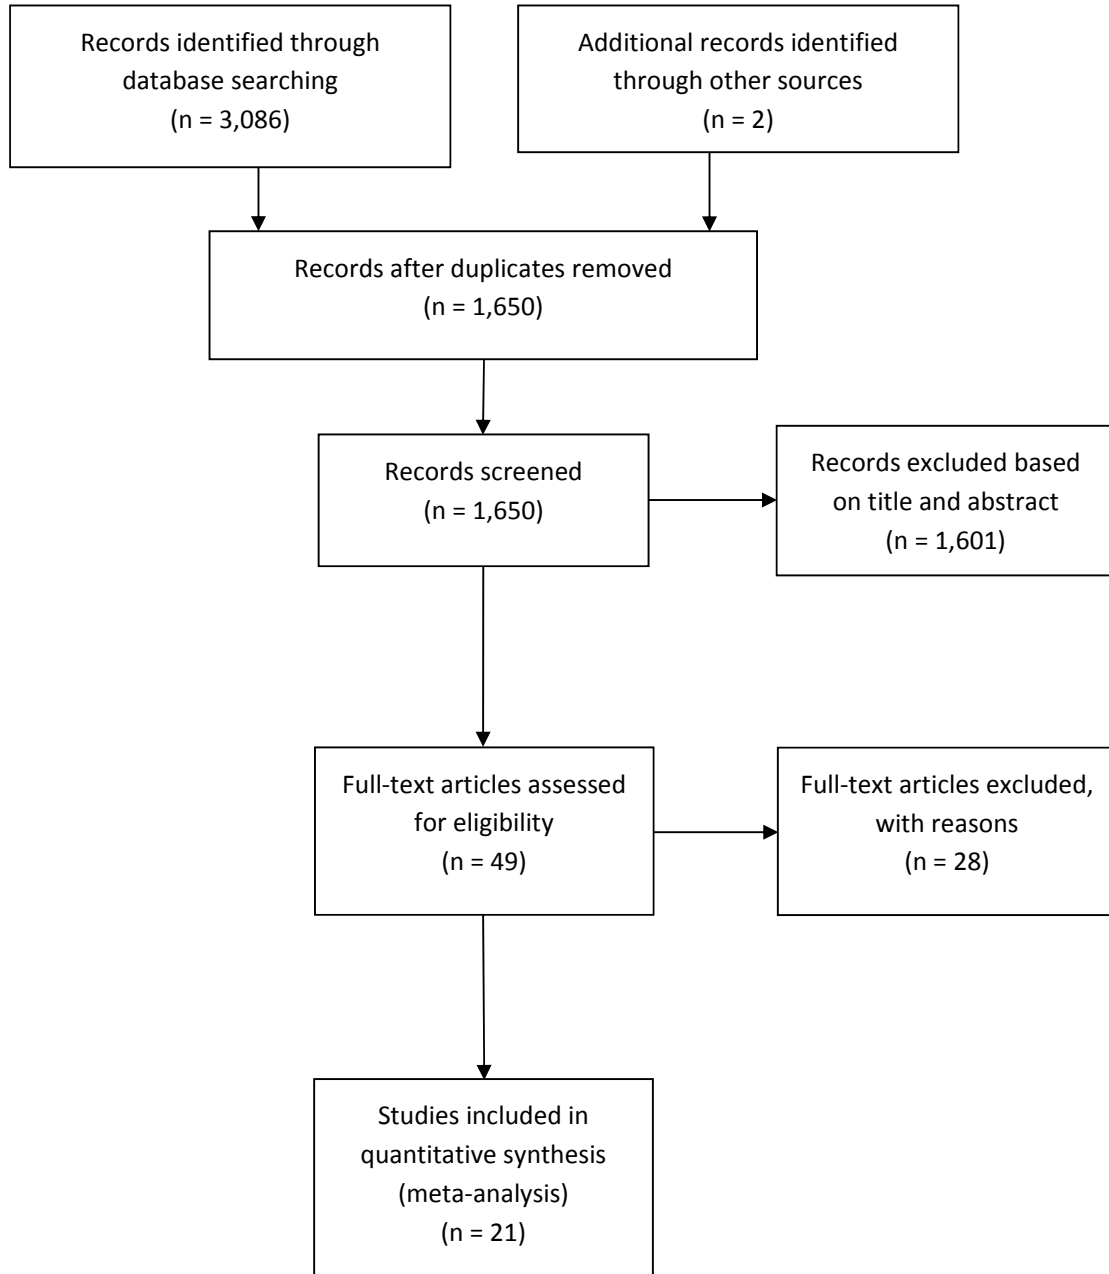 Records identified through
database searching
(n = 3,086)
Additional records identified
through other sources
(n = 2)
Records after duplicates removed
(n = 1,650)
Records screened
(n = 1,650)
Records excluded based
on title and abstract
(n = 1,601)
Full-text articles assessed
for eligibility
(n = 49)
Full-text articles excluded,
with reasons
(n = 28)
Studies included in
quantitative synthesis
(meta-analysis)
(n = 21)